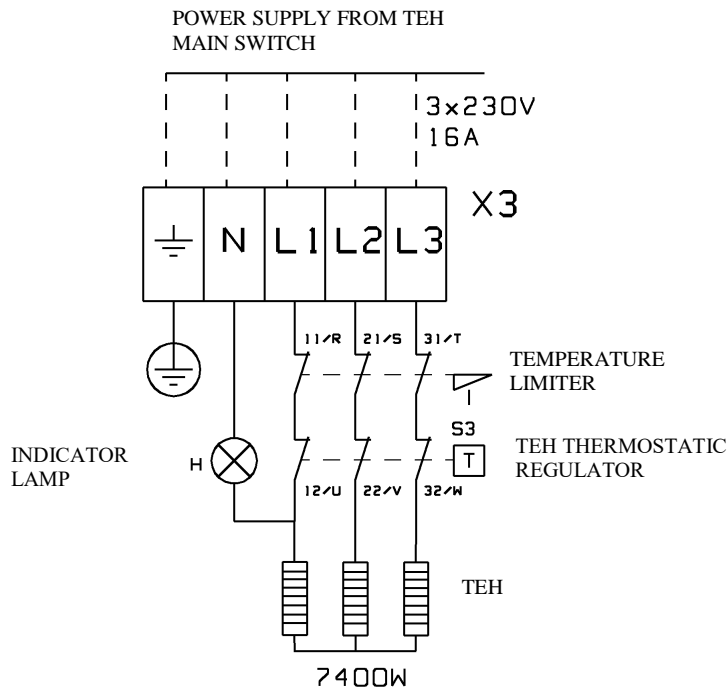 POWER SUPPLY FROM TEH
MAIN SWITCH
3x230V
16A
X3
N
L1
L2
L3
11/R
21/S
31/T
TEMPERATURE
LIMITER
S3
TEH THERMOSTATIC
REGULATOR
T
INDICATOR
LAMP
H
12/U
22/V
32/W
TEH
7400W